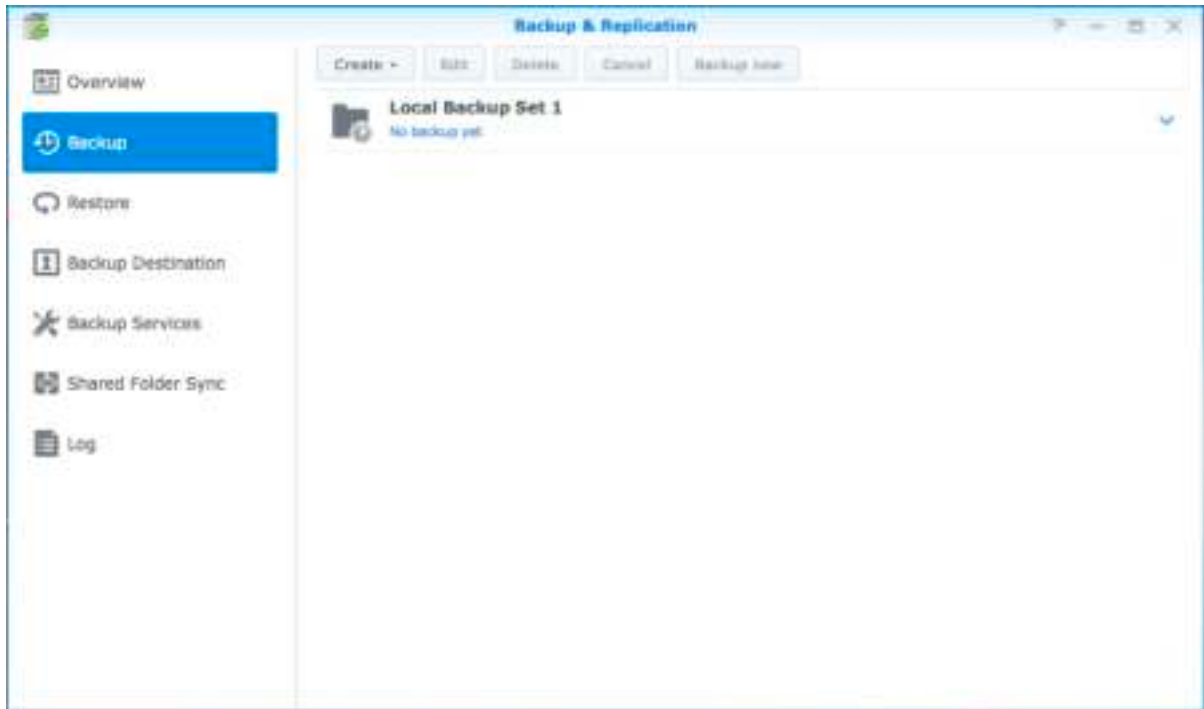 Backup & Replication
Overview
Backup
Restore
Backup Destination
Backup Services
Shared Folder Sync
Log
Create Edit Delete Cancel Backup now
Local Backup Set 1
No backup yet